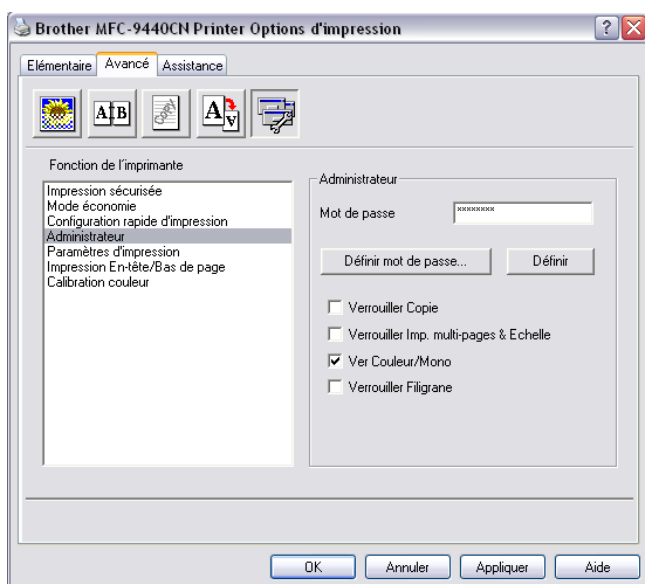 Brother MFC-9440CN Printer Options d'impression
Elémentaire Avancé Assistance
A B
A
Fonction de l'imprimante
Impression sécurisée
Mode économie
Configuration rapide d'impression
Administrateur
Paramètres d'impression
Impression En-tête/Bas de page
Calibration couleur
Administrateur
Mot de passe xxxxxxxx
Définir mot de passe... Définir
Verrouiller Copie
Verrouiller Imp. multi-pages & Echelle
Ver Couleur/Mono
Verrouiller Filigrane
OK Annuler Appliquer Aide